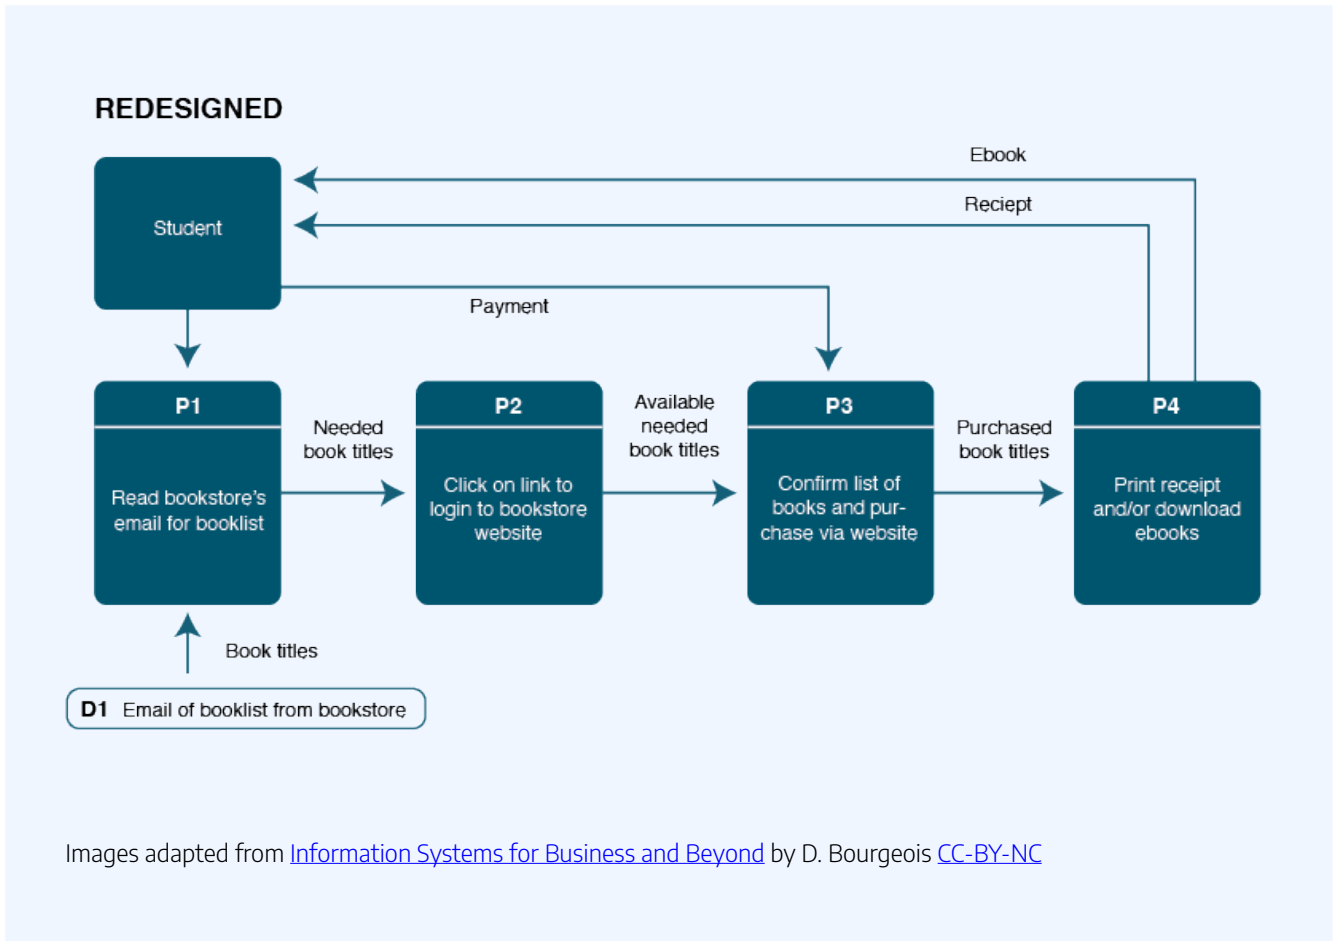 REDESIGNED
Ebook
Reciept
Student
Payment
P1
Read bookstore's
email for booklist
Needed
book titles
P2
Click on link to
login to bookstore
website
Available
needed
book titles
P3
Confirm list of
books and pur-
chase via website
Purchased
book titles
P4
Print receipt
and/or download
ebooks
Book titles
D1 Email of booklist from bookstore
Images adapted from Information Systems for Business and Beyond by D. Bourgeois CC-BY-NC